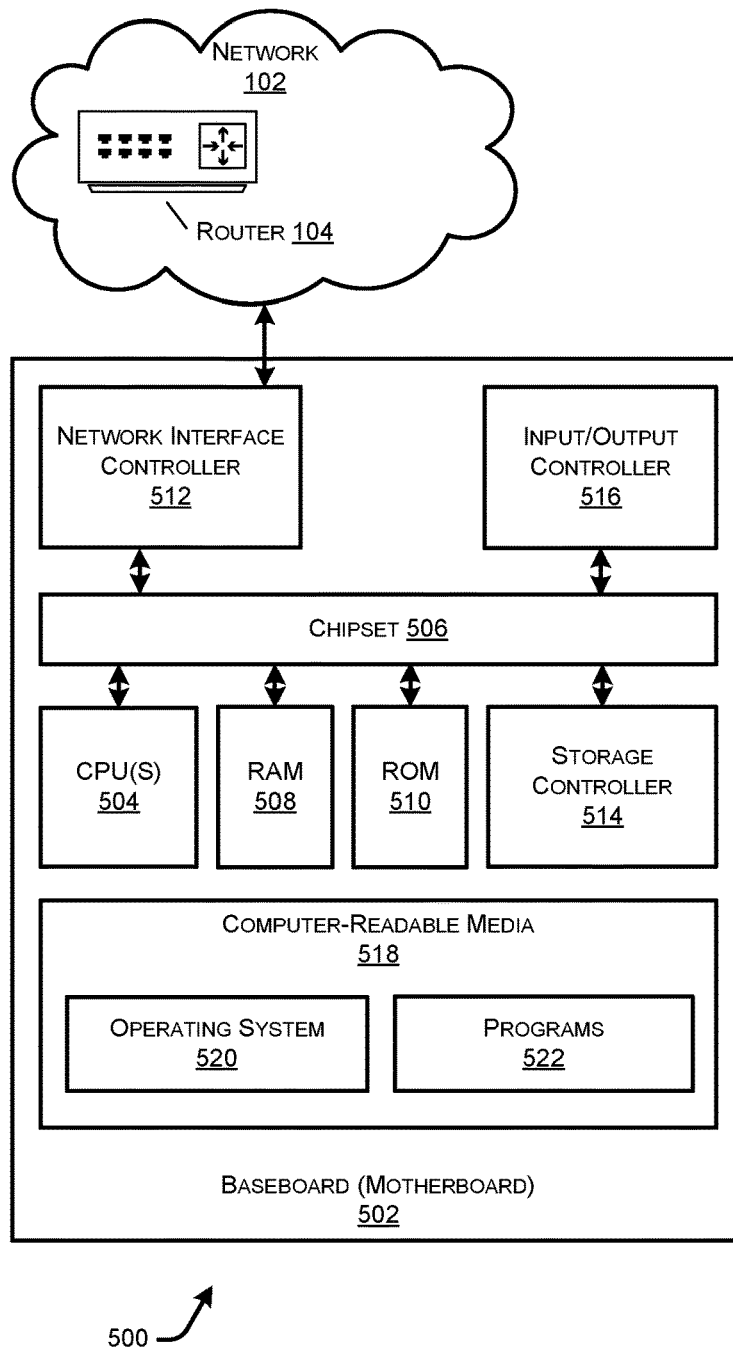 NETWORK
102
ROUTER 104
NETWORK INTERFACE
CONTROLLER
512
INPUT/OUTPUT
CONTROLLER
516
CHIPSET 506
CPU(S)
504
RAM
508
ROM
510
STORAGE
CONTROLLER
514
COMPUTER-READABLE MEDIA
518
OPERATING SYSTEM
520
PROGRAMS
522
BASEBOARD (MOTHERBOARD)
502
500